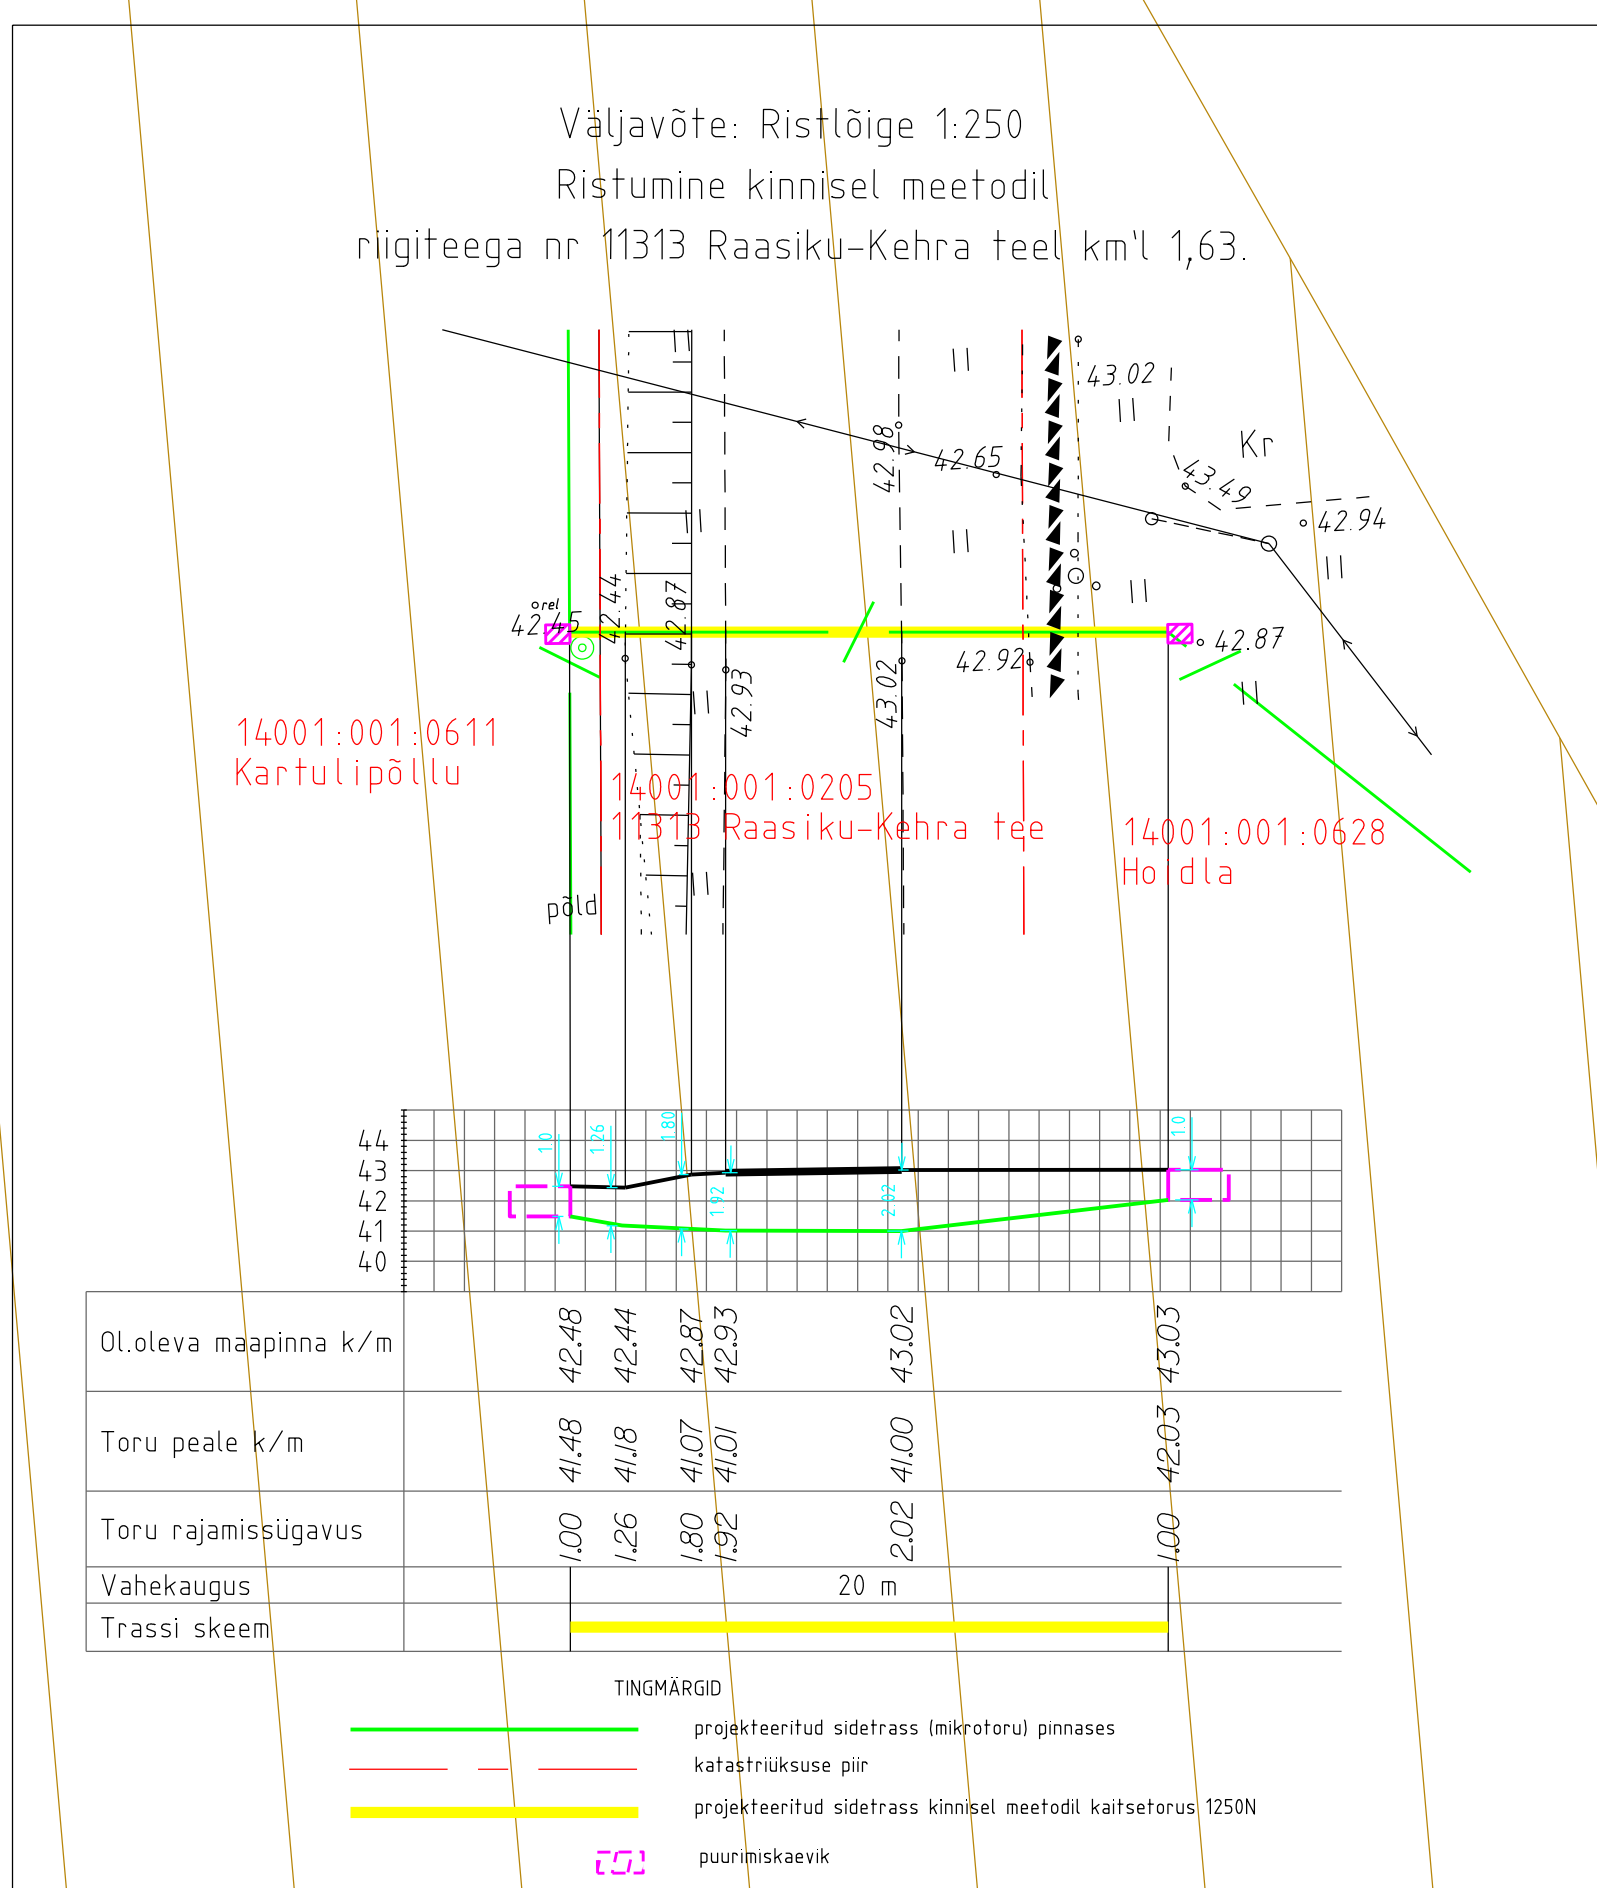 Väljavõte: Ristlõige 1:250
Ristumine kinnisel meetodil
riigiteega nr 11313 Raasiku-Kehra teel km'l 1,63.
43.02
Kr
42.98
42.65
43.49
42.94
rel
42.45
42.44
42.87
42.93
43.02
42.92
42.87
14001:001:0611
Kartulipõllu
14001:001:0205
11313 Raasiku-Kehra tee
14001:001:0628
Hoidla
põld
44
43
42
41
40
1.0
1.26
1.80
1.92
2.02
1.0
Ol.oleva maapinna k/m 42.48 42.44 42.87 42.93 43.02 43.03
Toru peale k/m 41.48 41.18 41.07 41.01 41.00 42.03
Toru rajamissügavus 1.00 1.26 1.80 1.92 2.02 1.00
Vahekaugus 20 m
Trassi skeem
TINGMÄRGID
projekteeritud sidetrass (mikrotoru) pinnases
katastriüksuse piir
projekteeritud sidetrass kinnisel meetodil kaitsetorus 1250N
puurimiskaevik